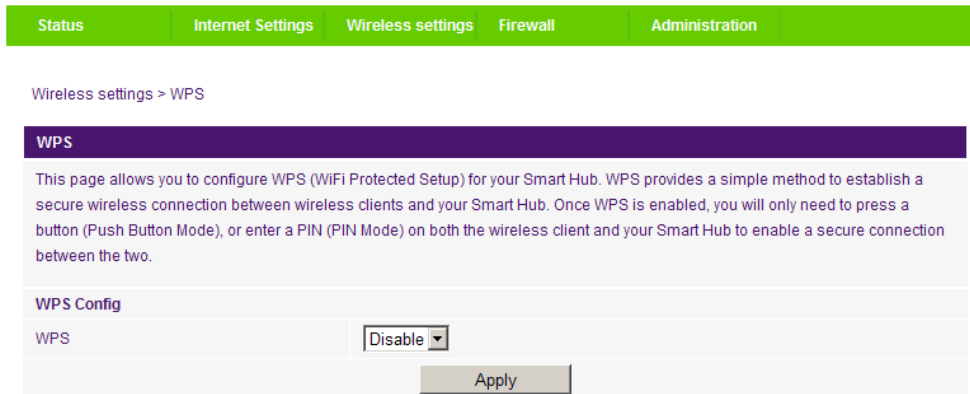 Status Internet Settings Wireless settings Firewall Administration
Wireless settings > WPS
WPS
This page allows you to configure WPS (WiFi Protected Setup) for your Smart Hub. WPS provides a simple method to establish a
secure wireless connection between wireless clients and your Smart Hub. Once WPS is enabled, you will only need to press a
button (Push Button Mode), or enter a PIN (PIN Mode) on both the wireless client and your Smart Hub to enable a secure connection
between the two.
WPS Config
WPS Disable
Apply